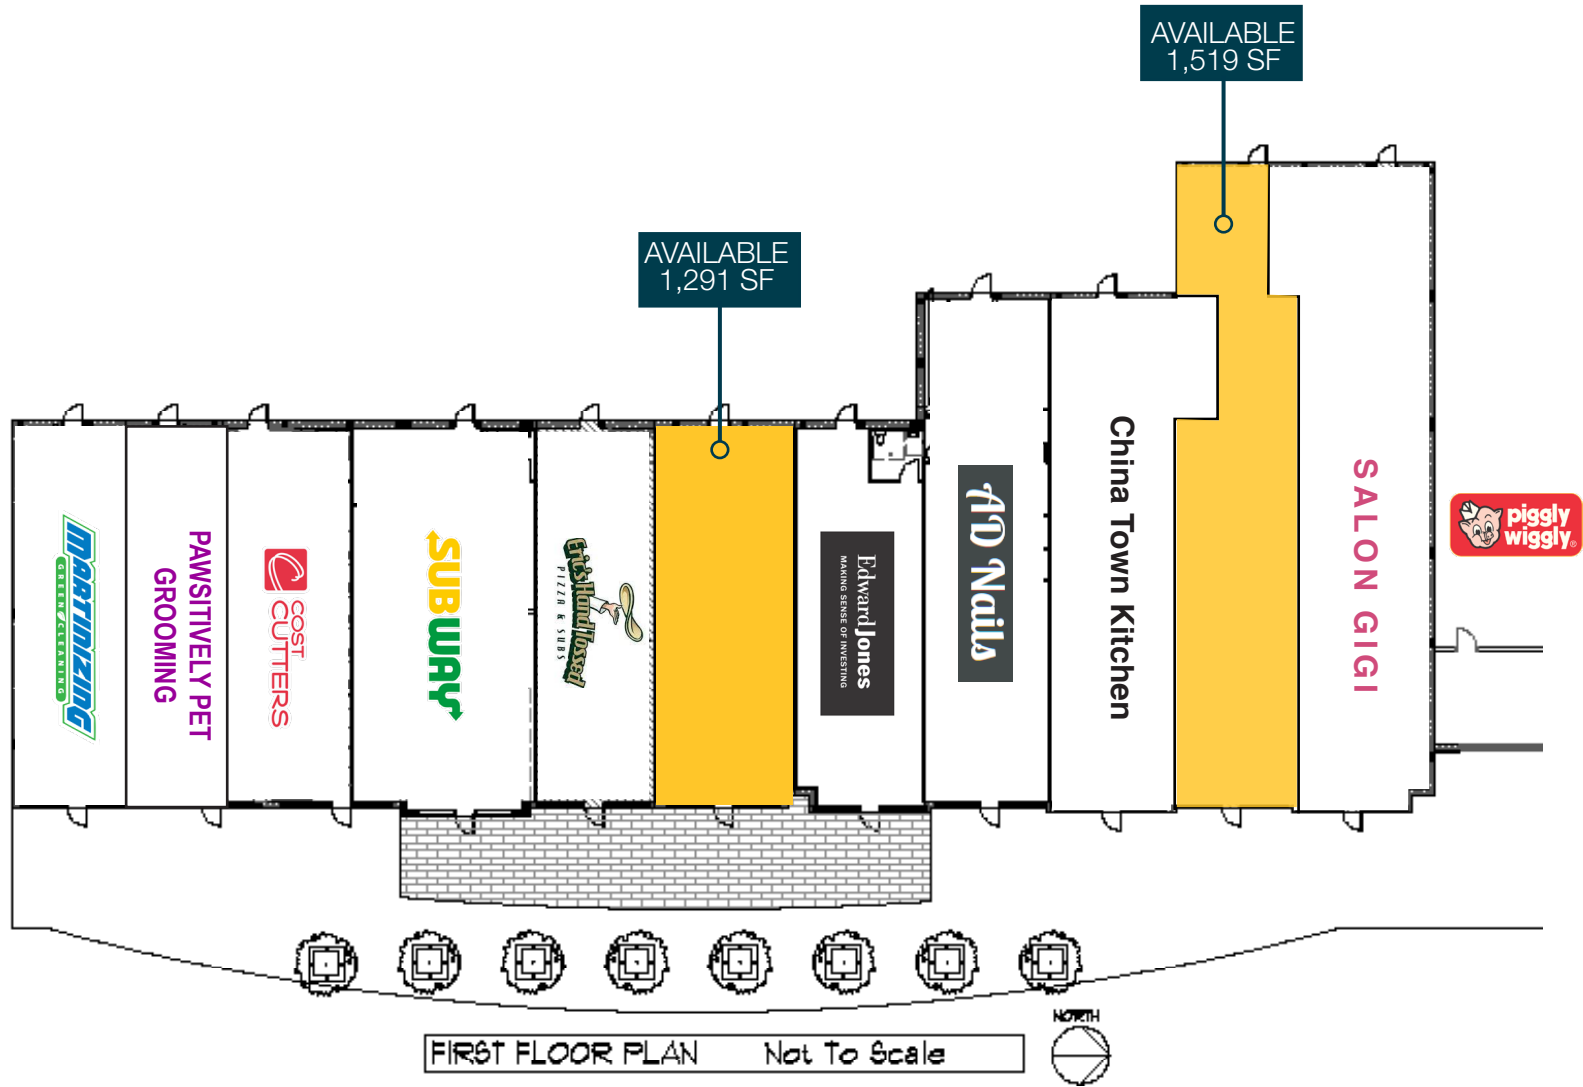 AVAILABLE
1,519 SF
AVAILABLE
1,291 SF
MARTINIZING
GREEN CLEANING
PAWSITIVELY PET
GROOMING
COST
CUTTERS
SUBWAY
Eric's Hand Tossed
PIZZA & SUBS
Edward Jones
MAKING SENSE OF INVESTING
AD Nails
China Town Kitchen
SALON GIGI
piggly
wiggly®
FIRST FLOOR PLAN Not To Scale
NORTH